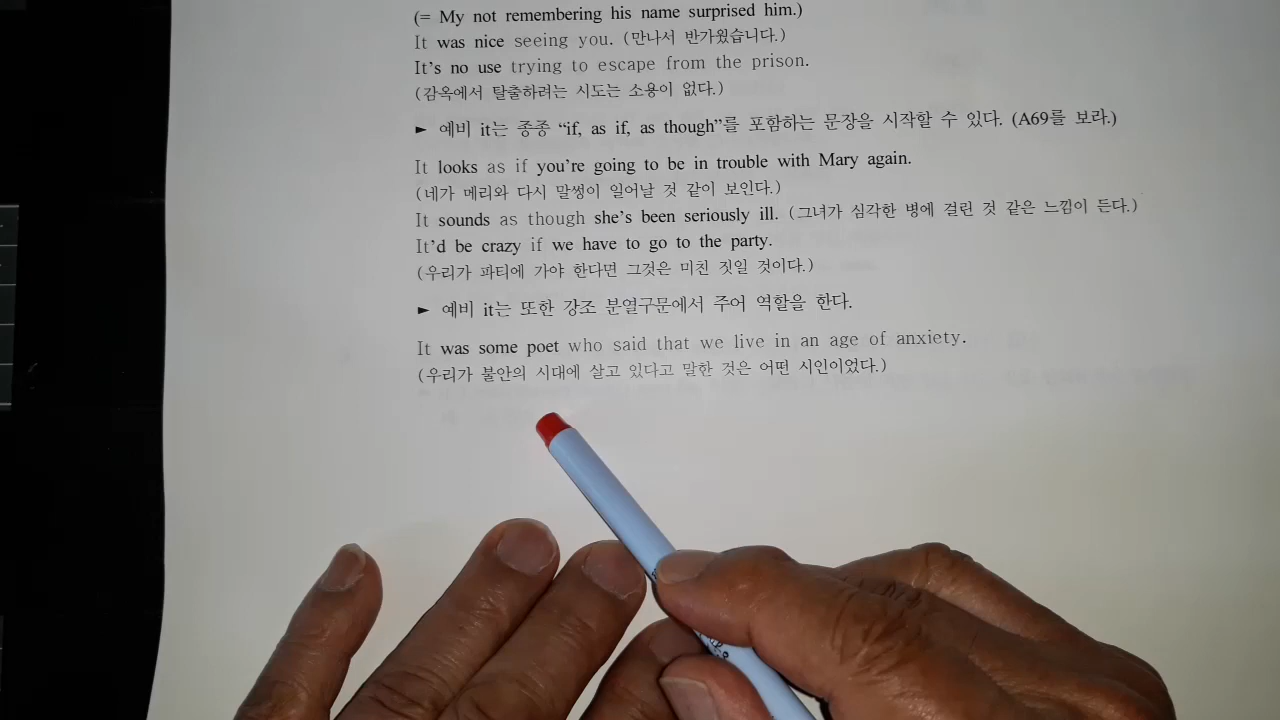 (= My not remembering his name surprised him.)
It was nice seeing you. (만나서 반가웠습니다.)
It's no use trying to escape from the prison.
(감옥에서 탈출하려는 시도는 소용이 없다.)
► 예비 it는 종종 “if, as if, as though”를 포함하는 문장을 시작할 수 있다. (A69를 보라.)
It looks as if you're going to be in trouble with Mary again.
(네가 메리와 다시 말썽이 일어날 것 같이 보인다.)
It sounds as though she's been seriously ill. (그녀가 심각한 병에 걸린 것 같은 느낌이 든다.)
It'd be crazy if we have to go to the party.
(우리가 파티에 가야 한다면 그것은 미친 짓일 것이다.)
► 예비 it는 또한 강조 분열구문에서 주어 역할을 한다.
It was some poet who said that we live in an age of anxiety.
(우리가 불안의 시대에 살고 있다고 말한 것은 어떤 시인이었다.)